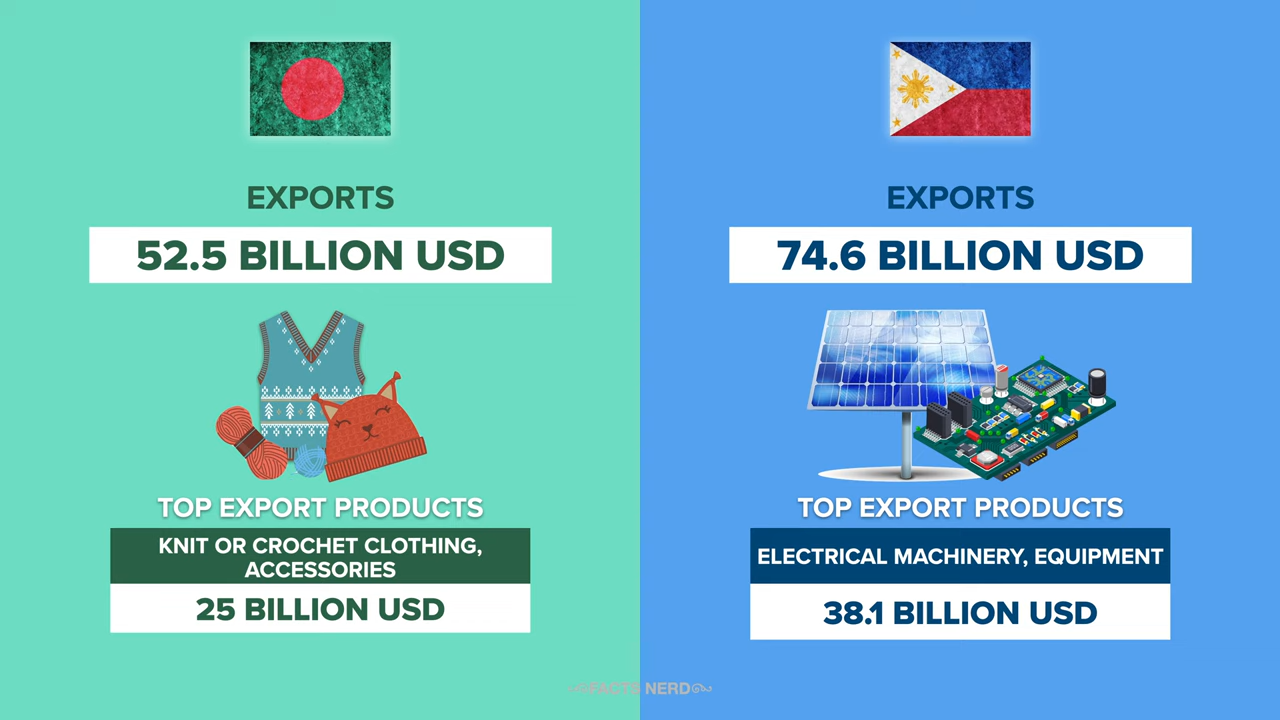 EXPORTS
52.5 BILLION USD
TOP EXPORT PRODUCTS
KNIT OR CROCHET CLOTHING,
ACCESSORIES
25 BILLION USD
EXPORTS
74.6 BILLION USD
TOP EXPORT PRODUCTS
ELECTRICAL MACHINERY, EQUIPMENT
38.1 BILLION USD
FACTS NERD